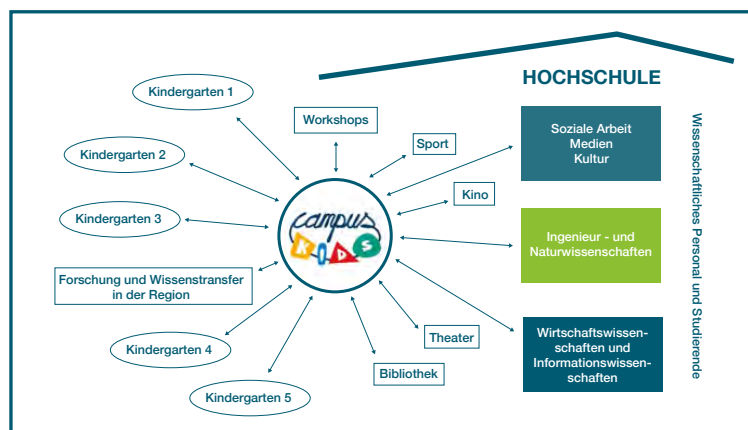 HOCHSCHULE
Kindergarten 1
Workshops
Soziale Arbeit
Medien
Kultur
Sport
Kindergarten 2
Kino
Kindergarten 3
campus
KIDS
Ingenieur - und
Naturwissenschaften
Forschung und Wissenstransfer
in der Region
Kindergarten 4
Theater
Wirtschaftswissen-
schaften und
Informationswissen-
schaften
Bibliothek
Kindergarten 5
Wissenschaftliches Personal und Studierende